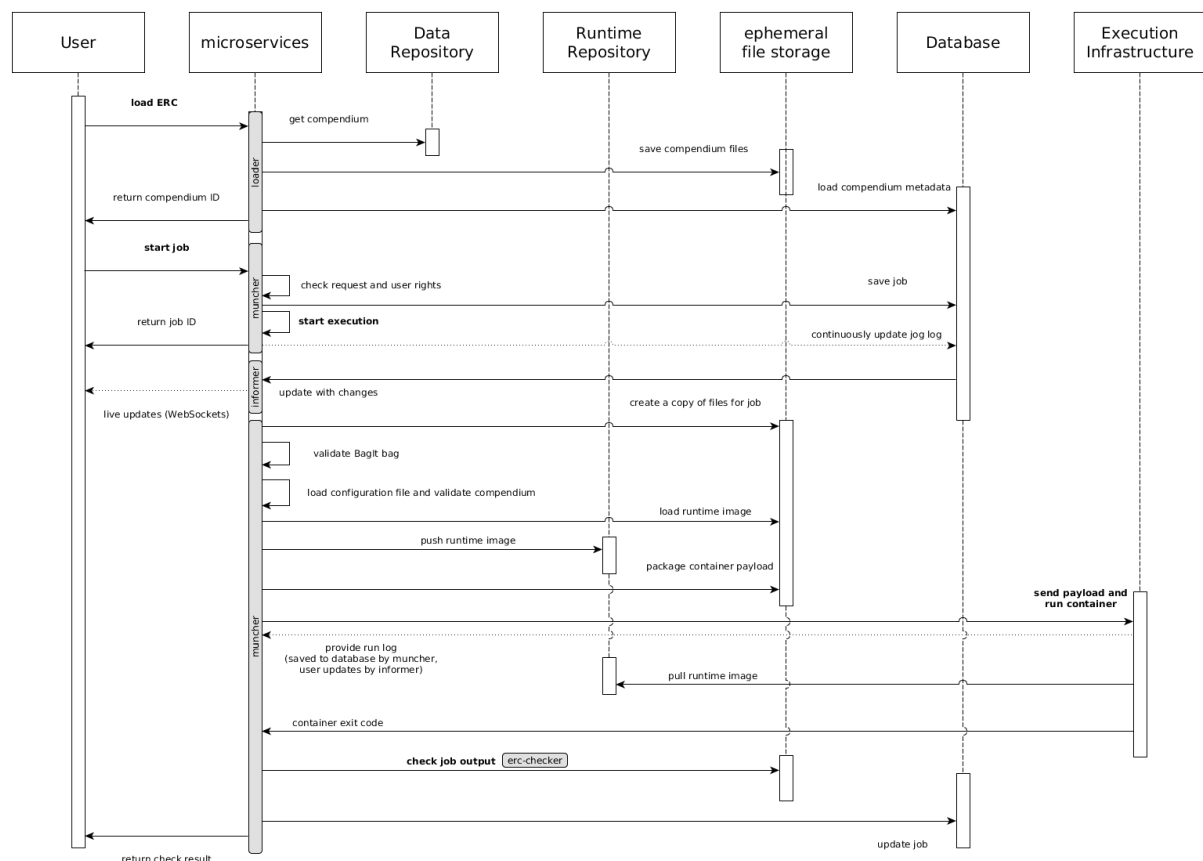 User
microservices
Data
Repository
Runtime
Repository
ephemeral
file storage
Database
Execution
Infrastructure
load ERC
get compendium
save compendium files
loader
load compendium metadata
return compendium ID
start job
check request and user rights
save job
muncher
return job ID
start execution
continuously update jog log
informer
update with changes
live updates (WebSockets)
create a copy of files for job
validate BagIt bag
load configuration file and validate compendium
load runtime image
push runtime image
package container payload
send payload and
run container
muncher
provide run log
(saved to database by muncher,
user updates by informer)
pull runtime image
container exit code
check job output erc-checker
update job
return check result